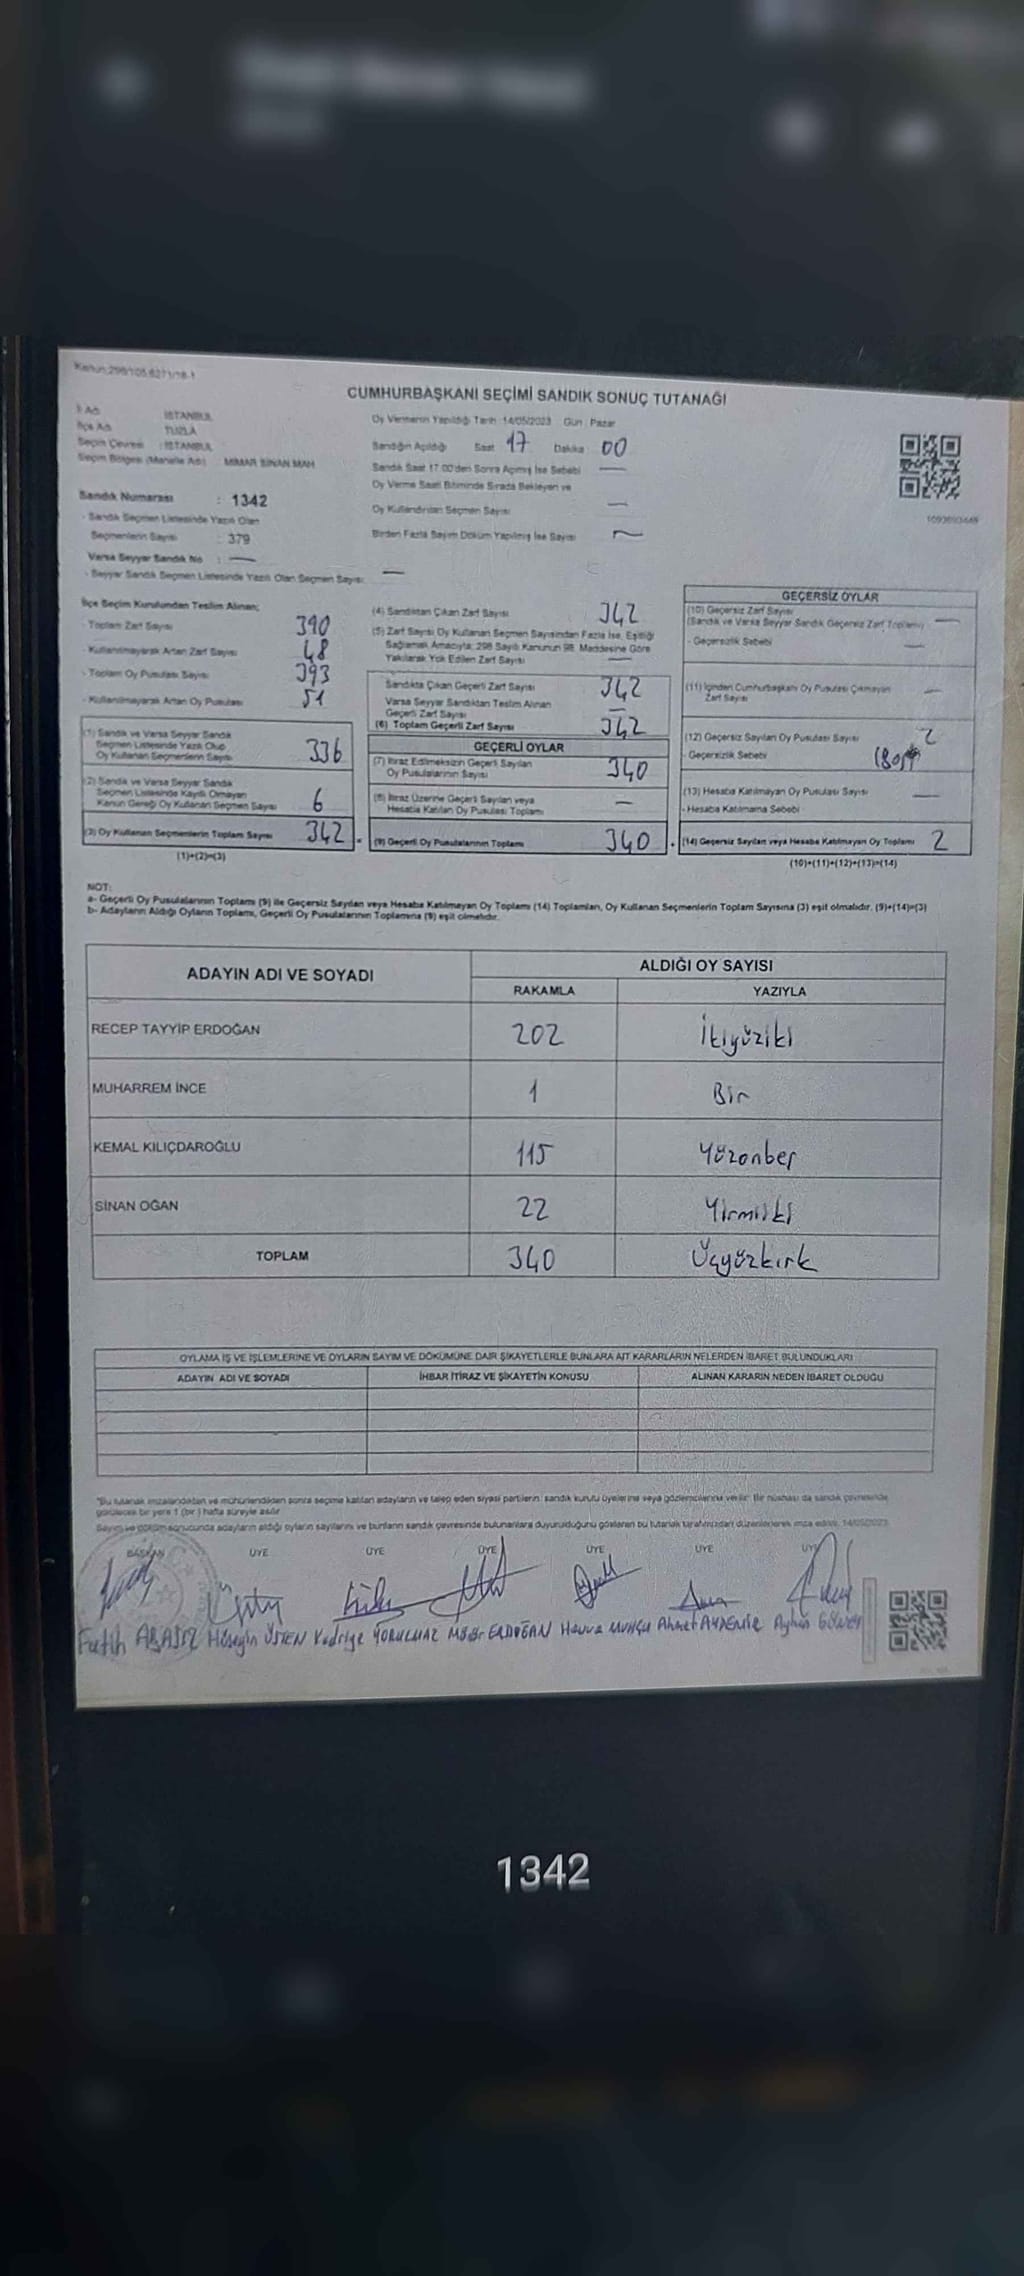 Kanun:298/105,6271/18-1
CUMHURBAŞKANI SEÇİMİ SANDIK SONUÇ TUTANAĞI
İl Adı : İSTANBUL
İlçe Adı : TUZLA
Seçim Çevresi : İSTANBUL
Seçim Bölgesi (Mahalle Adı) : MİMAR SİNAN MAH
Sandık Numarası : 1342
- Sandık Seçmen Listesinde Yazılı Olan
Seçmenlerin Sayısı : 379
Varsa Seyyar Sandık No : —
- Seyyar Sandık Seçmen Listesinde Yazılı Olan Seçmen Sayısı: —
Oy Vermenin Yapıldığı Tarih :14/05/2023 Gün : Pazar
Sandığın Açıldığı Saat 17 Dakika 00
Sandık Saat 17:00'den Sonra Açılmış İse Sebebi —
Oy Verme Saati Bitiminde Sırada Bekleyen ve
Oy Kullandırılan Seçmen Sayısı —
Birden Fazla Sayım Döküm Yapılmış İse Sayısı —
İlçe Seçim Kurulundan Teslim Alınan;
- Toplam Zarf Sayısı 390
- Kullanılmayarak Artan Zarf Sayısı 48
- Toplam Oy Pusulası Sayısı 393
- Kullanılmayarak Artan Oy Pusulası 51
(1) Sandık ve Varsa Seyyar Sandık
Seçmen Listesinde Yazılı Olup
Oy Kullanan Seçmenlerin Sayısı 336
(2) Sandık ve Varsa Seyyar Sandık
Seçmen Listesinde Kayıtlı Olmayan
Kanun Gereği Oy Kullanan Seçmen Sayısı 6
(3) Oy Kullanan Seçmenlerin Toplam Sayısı 342
(1)+(2)=(3)
(4) Sandıktan Çıkan Zarf Sayısı 342
(5) Zarf Sayısı Oy Kullanan Seçmen Sayısından Fazla İse, Eşitliği
Sağlamak Amacıyla; 298 Sayılı Kanunun 98. Maddesine Göre
Yakılarak Yok Edilen Zarf Sayısı —
Sandıkta Çıkan Geçerli Zarf Sayısı 342
Varsa Seyyar Sandıktan Teslim Alınan
Geçerli Zarf Sayısı —
(6) Toplam Geçerli Zarf Sayısı 342
GEÇERLİ OYLAR
(7) İtiraz Edilmeksizin Geçerli Sayılan
Oy Pusulalarının Sayısı 340
(8) İtiraz Üzerine Geçerli Sayılan veya
Hesaba Katılan Oy Pusulası Toplamı —
(9) Geçerli Oy Pusulalarının Toplamı 340
GEÇERSİZ OYLAR
(10) Geçersiz Zarf Sayısı
(Sandık ve Varsa Seyyar Sandık Geçersiz Zarf Toplamı) —
- Geçersizlik Sebebi —
(11) İçinden Cumhurbaşkanı Oy Pusulası Çıkmayan
Zarf Sayısı —
(12) Geçersiz Sayılan Oy Pusulası Sayısı 2
- Geçersizlik Sebebi
(13) Hesaba Katılmayan Oy Pusulası Sayısı —
- Hesaba Katılmama Sebebi
(14) Geçersiz Sayılan veya Hesaba Katılmayan Oy Toplamı 2
(10)+(11)+(12)+(13)=(14)
NOT:
a- Geçerli Oy Pusulalarının Toplamı (9) ile Geçersiz Sayılan veya Hesaba Katılmayan Oy Toplamı (14) Toplamları, Oy Kullanan Seçmenlerin Toplam Sayısına (3) eşit olmalıdır. (9)+(14)=(3)
b- Adayların Aldığı Oyların Toplamı, Geçerli Oy Pusulalarının Toplamına (9) eşit olmalıdır.
ADAYIN ADI VE SOYADI ALDIĞI OY SAYISI
RAKAMLA YAZIYLA
RECEP TAYYİP ERDOĞAN 202 İkiyüziki
MUHARREM İNCE 1 Bir
KEMAL KILIÇDAROĞLU 115 Yüzonbeş
SİNAN OĞAN 22 Yirmiiki
TOPLAM 340 Üçyüzkırk
OYLAMA İŞ VE İŞLEMLERİNE VE OYLARIN SAYIM VE DÖKÜMÜNE DAİR ŞİKAYETLERLE BUNLARA AİT KARARLARIN NELERDEN İBARET BULUNDUKLARI
ADAYIN ADI VE SOYADI İHBAR İTİRAZ VE ŞİKAYETİN KONUSU ALINAN KARARIN NEDEN İBARET OLDUĞU
"Bu tutanak imzalandıktan ve mühürlendikten sonra seçime katılan adayların ve talep eden siyasi partilerin sandık kurulu üyelerine veya gözlemcilerine verilir. Bir nüshası da sandık çevresinde
görülecek bir yere 1 (bir) hafta süreyle asılır.
Sayım ve döküm sonucunda adayların aldığı oyların sayılarını ve bunların sandık çevresinde bulunanlara duyurulduğunu gösteren bu tutanak tarafımızdan düzenlenerek imza edildi. 14/05/2023
BAŞKAN ÜYE ÜYE ÜYE ÜYE ÜYE ÜYE
Fatih Hüseyin ÜSTEN Kadriye YORULMAZ ERDOĞAN Havva Ahmet AYDEMİR Ayhan
1342